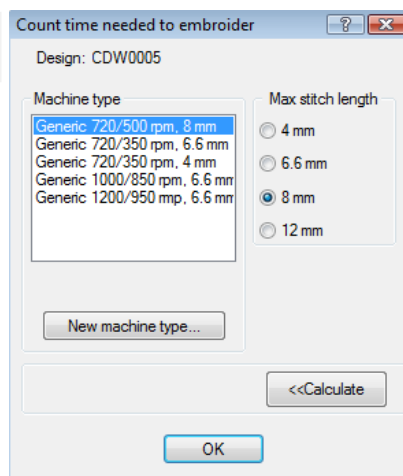 Count time needed to embroider
?
Design: CDW0005
Machine type
Generic 720/500 rpm, 8 mm
Generic 720/350 rpm, 6.6 mm
Generic 720/350 rpm, 4 mm
Generic 1000/850 rpm, 6.6 mm
Generic 1200/950 rmp, 6.6 mm
New machine type...
Max stitch length
4 mm
6.6 mm
8 mm
12 mm
<<Calculate
OK